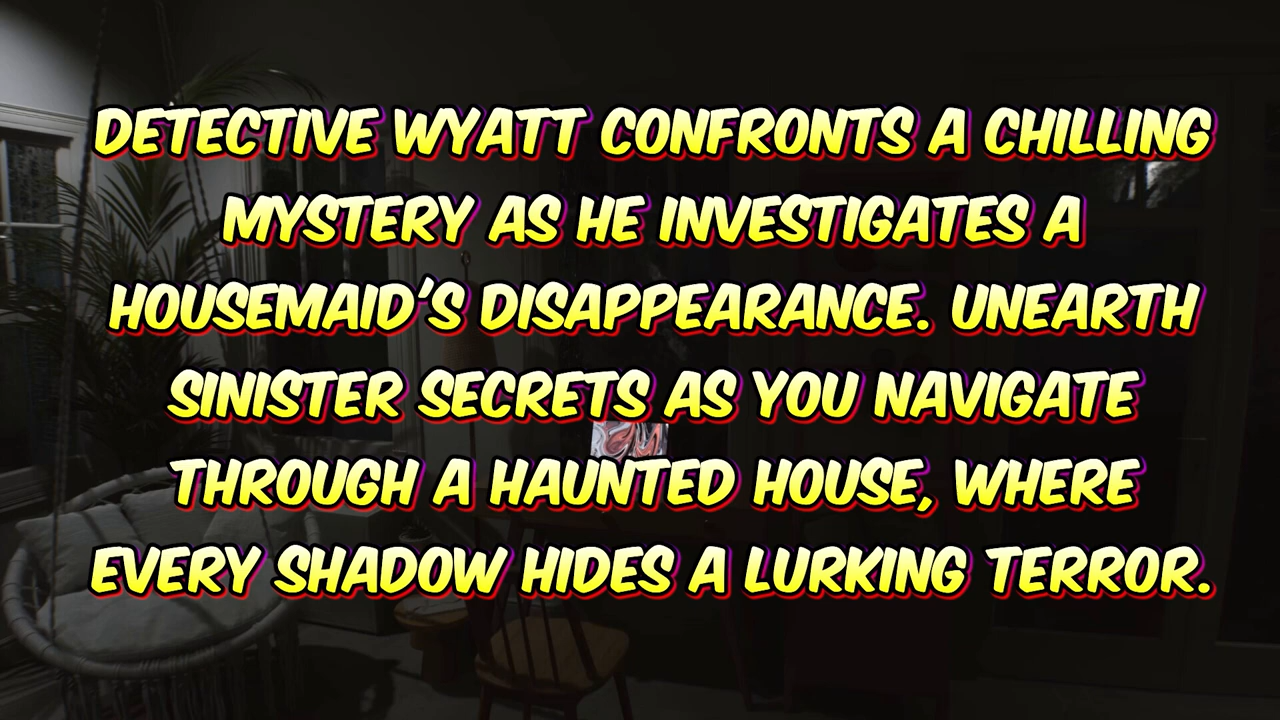 DETECTIVE WYATT CONFRONTS A CHILLING
MYSTERY AS HE INVESTIGATES A
HOUSEMAID'S DISAPPEARANCE. UNEARTH
SINISTER SECRETS AS YOU NAVIGATE
THROUGH A HAUNTED HOUSE, WHERE
EVERY SHADOW HIDES A LURKING TERROR.